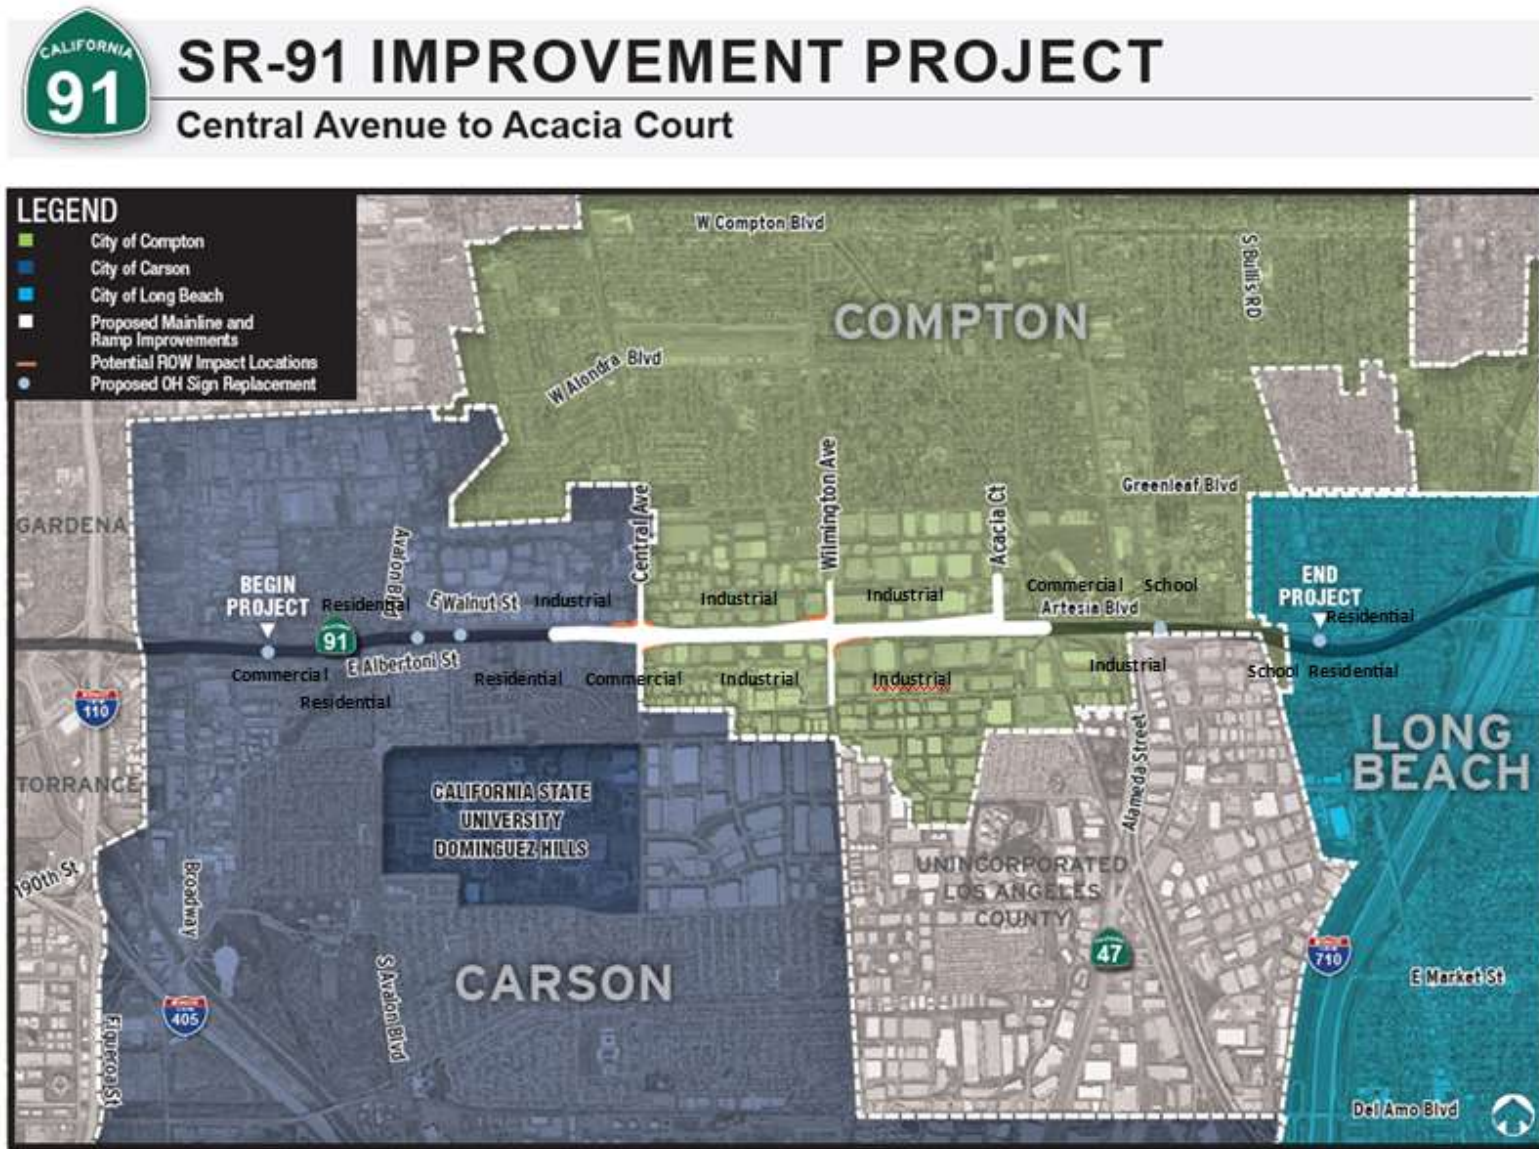 CALIFORNIA
91
SR-91 IMPROVEMENT PROJECT
Central Avenue to Acacia Court
LEGEND
City of Compton
City of Carson
City of Long Beach
Proposed Mainline and
Ramp Improvements
Potential ROW Impact Locations
Proposed OH Sign Replacement
W Compton Blvd
S Bullis RD
COMPTON
W Alondra Blvd
Wilmington Ave
Greenleaf Blvd
Central Ave
Acacia Ct
GARDENA
Avalon Blvd
BEGIN
PROJECT
END
PROJECT
Residential
E Walnut St
Industrial
Industrial
Industrial
Commercial
School
Artesia Blvd
Residential
91
E Albertoni St
Commercial
Residential
Residential
Commercial
Industrial
Industrial
Industrial
School
Residential
110
TORRANCE
Alameda Street
LONG
BEACH
CALIFORNIA STATE
UNIVERSITY
DOMINGUEZ HILLS
190th St
Broadway
UNINCORPORATED
LOS ANGELES
COUNTY
47
710
CARSON
S Avalon Blvd
E Market St
405
Figueroa St
Del Amo Blvd